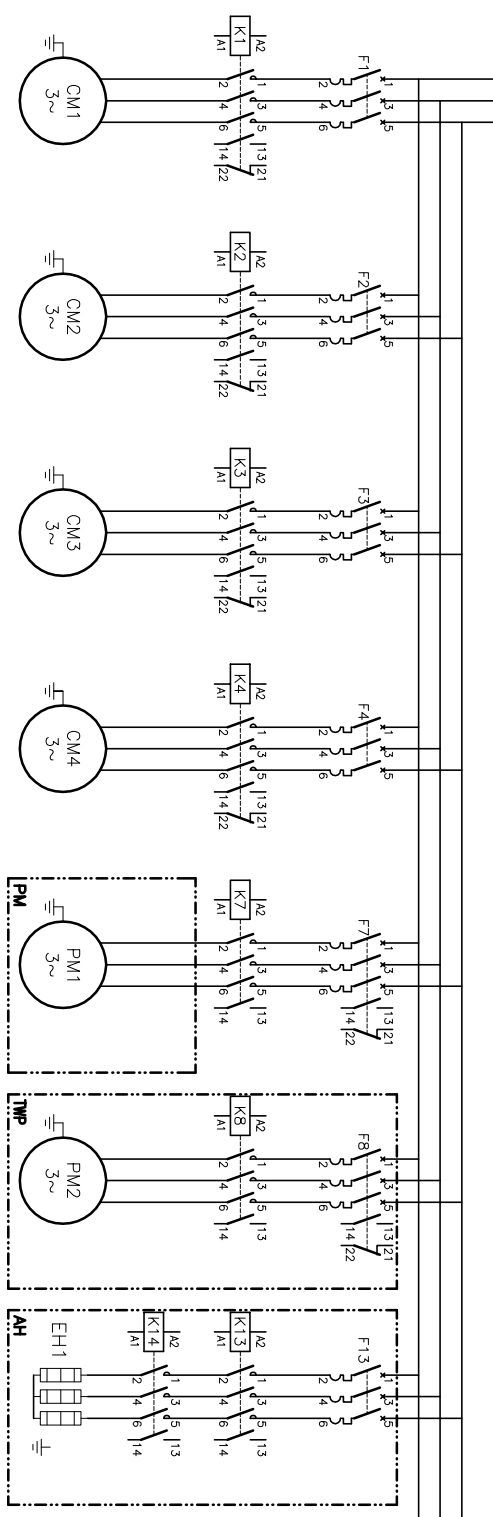 F1
1 3 5
2 4 6
A2 1 3 5 13 21
K1
A1 2 4 6 14 22
CM1
3~
F2
1 3 5
2 4 6
A2 1 3 5 13 21
K2
A1 2 4 6 14 22
CM2
3~
F3
1 3 5
2 4 6
A2 1 3 5 13 21
K3
A1 2 4 6 14 22
CM3
3~
F4
1 3 5
2 4 6
A2 1 3 5 13 21
K4
A1 2 4 6 14 22
CM4
3~
F7
1 3 5 13 21
2 4 6 14 22
A2 1 3 5 13
K7
A1 2 4 6 14
PM1
3~
PM
F8
1 3 5 13 21
2 4 6 14 22
A2 1 3 5 13
K8
A1 2 4 6 14
PM2
3~
TWP
F13
1 3 5
2 4 6
A2 1 3 5 13
K13
A1 2 4 6 14
A2 1 3 5 13
K14
A1 2 4 6 14
EH1
AH